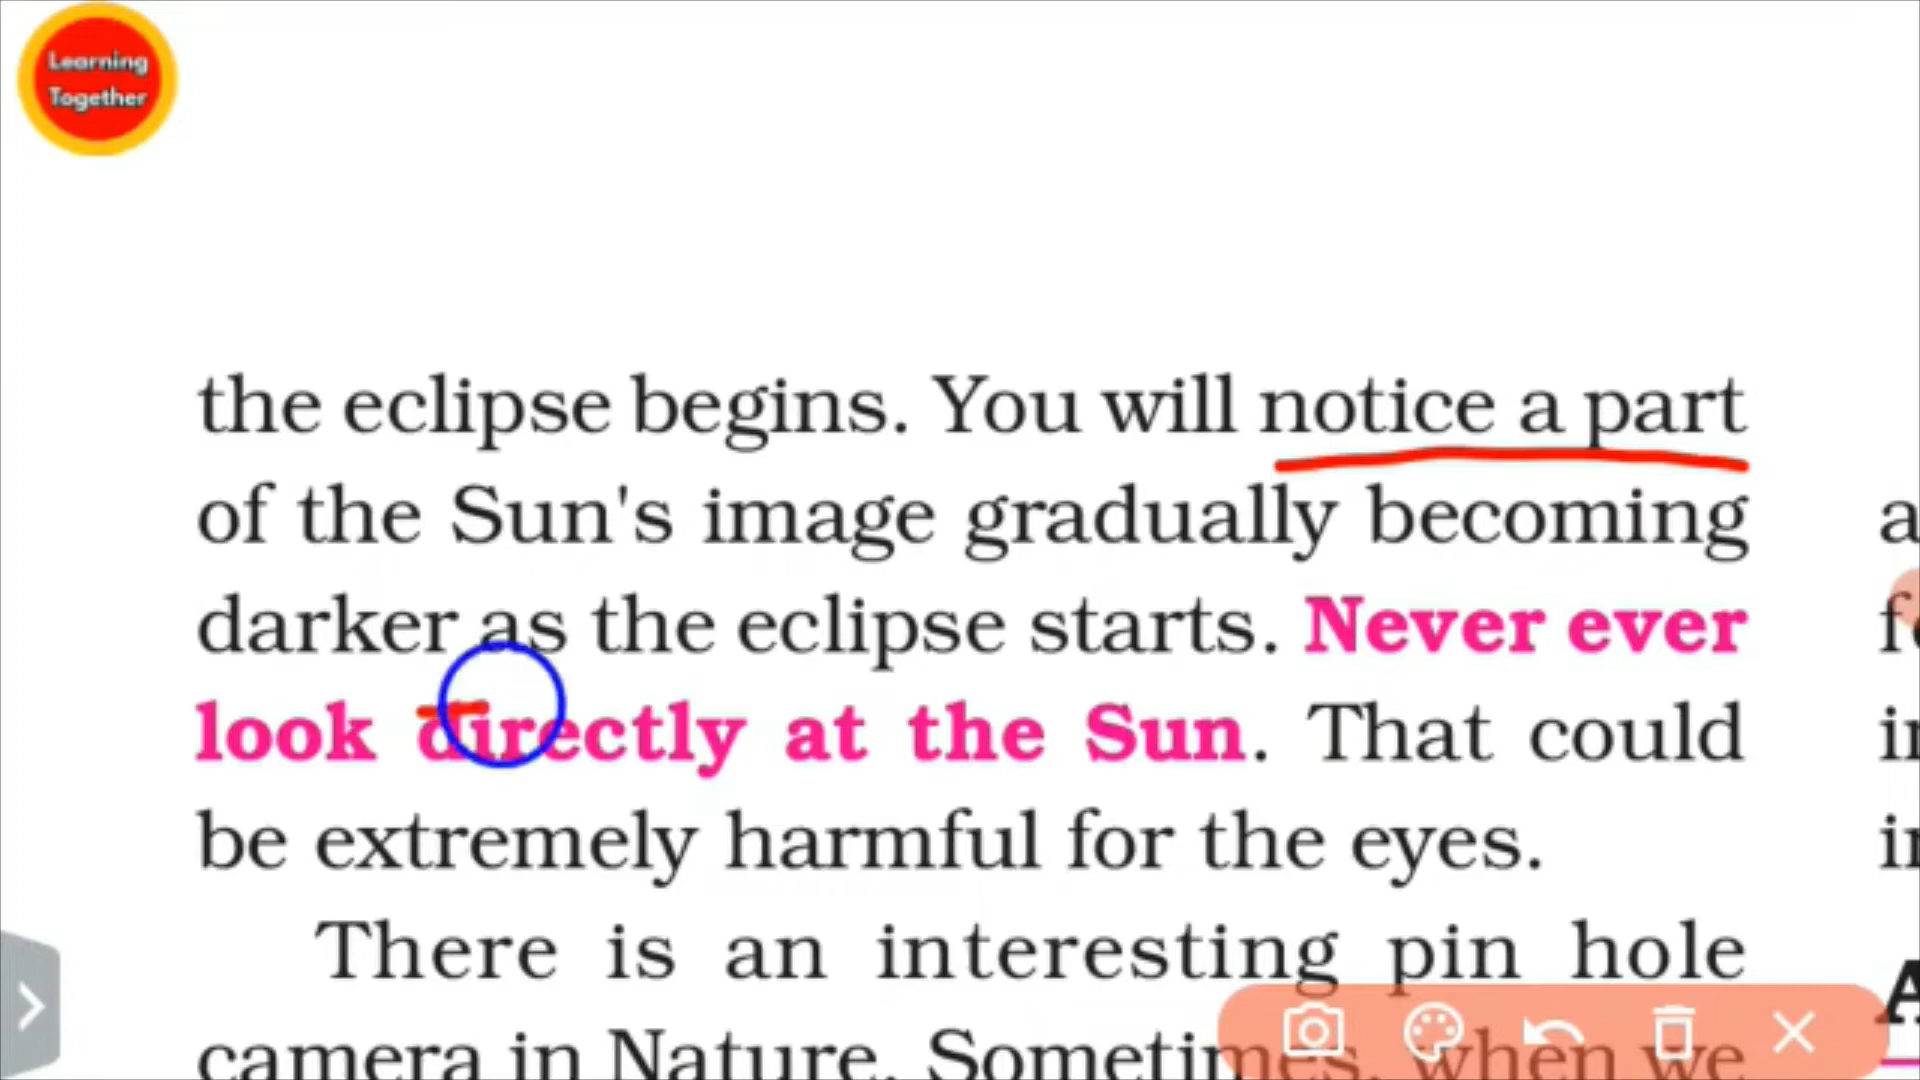 Learning
Together
the eclipse begins. You will notice a part
of the Sun's image gradually becoming
darker as the eclipse starts. Never ever
look directly at the Sun. That could
be extremely harmful for the eyes.
There is an interesting pin hole
camera in Nature. Sometimes, when we